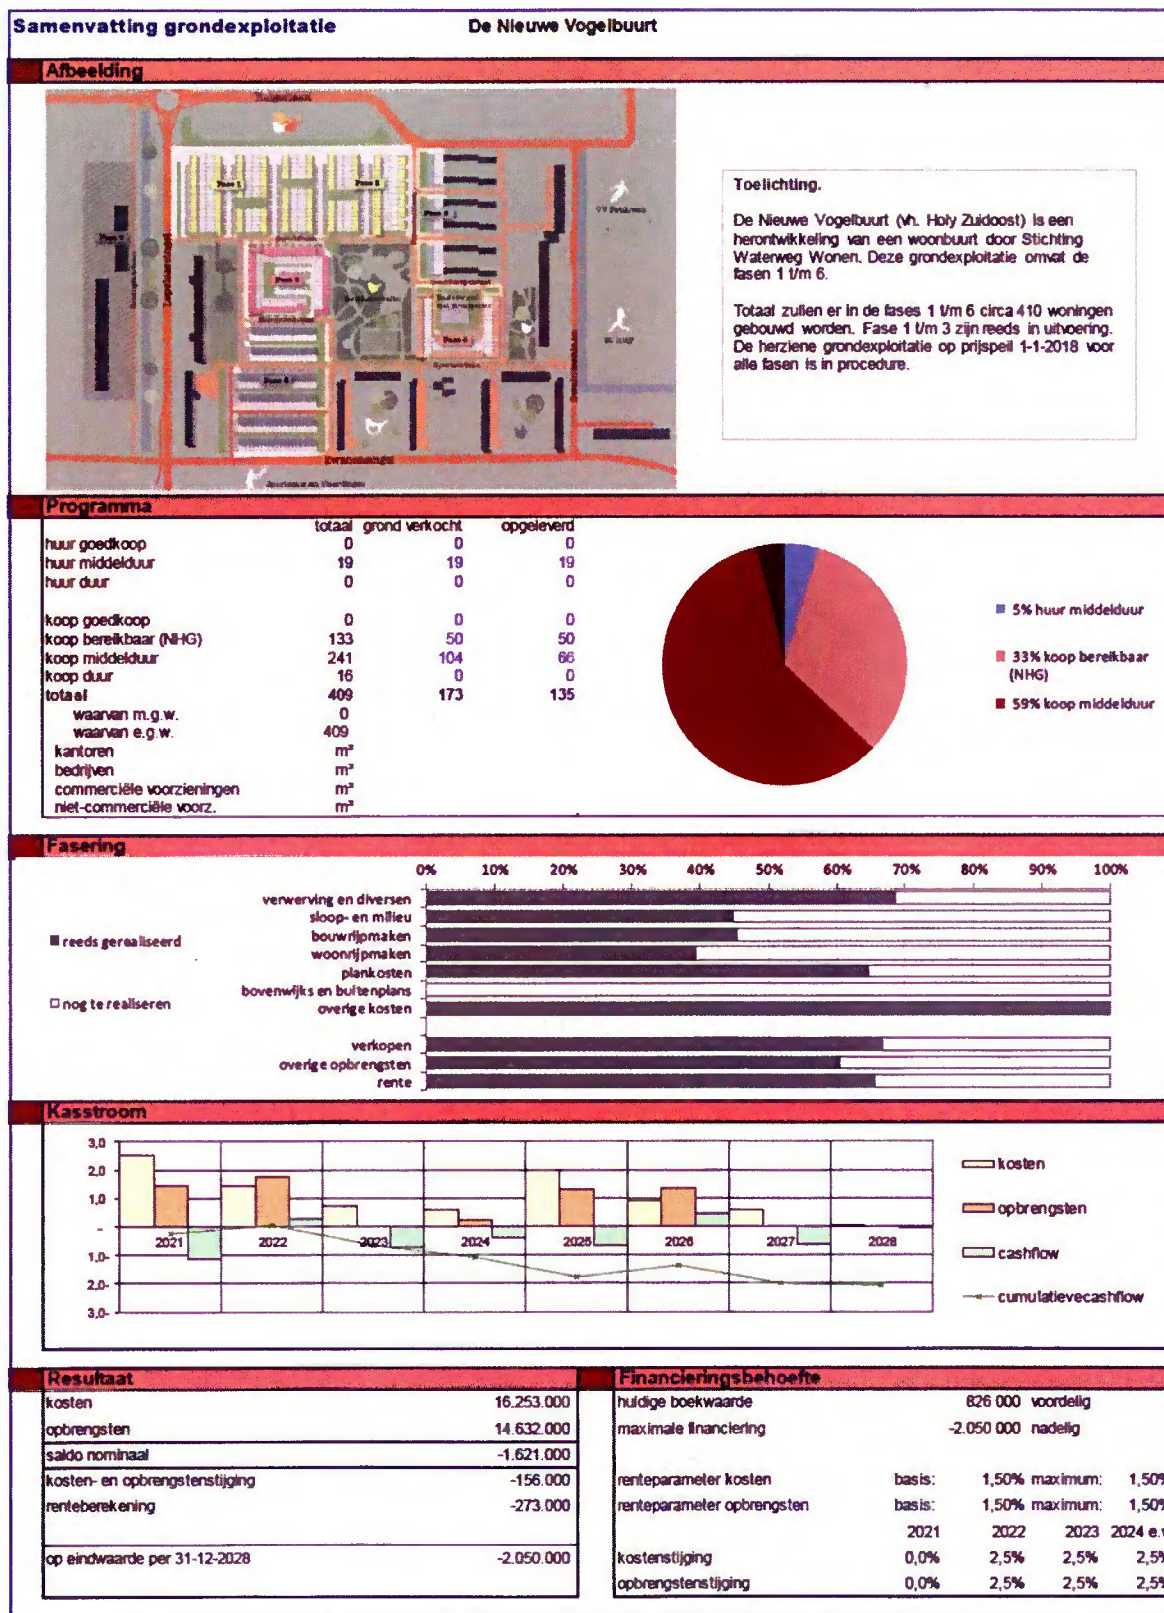 Samenvatting grondexploitatie De Nieuwe Vogelbuurt
Afbeelding
Fase 1
Fase 2
Toelichting.
De Nieuwe Vogelbuurt (vh. Holy Zuidoost) is een
herontwikkeling van een woonbuurt door Stichting
Waterweg Wonen. Deze grondexploitatie omvat de
fasen 1 t/m 6.
Totaal zullen er in de fases 1 t/m 6 circa 410 woningen
gebouwd worden. Fase 1 t/m 3 zijn reeds in uitvoering.
De herziene grondexploitatie op prijspeil 1-1-2018 voor
alle fasen is in procedure.
Programma
totaal grond verkocht opgeleverd
huur goedkoop 0 0 0
huur middelduur 19 19 19
huur duur 0 0 0
koop goedkoop 0 0 0
koop bereikbaar (NHG) 133 50 50
koop middelduur 241 104 66
koop duur 16 0 0
totaal 409 173 135
waarvan m.g.w. 0
waarvan e.g.w. 409
kantoren m²
bedrijven m²
commerciële voorzieningen m²
niet-commerciële voorz. m²
5% huur middelduur
33% koop bereikbaar
(NHG)
59% koop middelduur
Fasering
0% 10% 20% 30% 40% 50% 60% 70% 80% 90% 100%
verwerving en diversen
sloop- en milieu
bouwrijpmaken
woonrijpmaken
plankosten
bovenwijks en buitenplans
overige kosten
verkopen
overige opbrengsten
rente
reeds gerealiseerd
nog te realiseren
Kasstroom
3,0
2,0
1,0
-
1,0-
2,0-
3,0-
2021 2022 2023 2024 2025 2026 2027 2028
kosten
opbrengsten
cashflow
cumulatievecashflow
Resultaat
kosten 16.253.000
opbrengsten 14.632.000
saldo nominaal -1.621.000
kosten- en opbrengstenstijging -156.000
renteberekening -273.000
op eindwaarde per 31-12-2028 -2.050.000
Financieringsbehoefte
huidige boekwaarde 826 000 voordelig
maximale financiering -2.050 000 nadelig
renteparameter kosten basis: 1,50% maximum: 1,50%
renteparameter opbrengsten basis: 1,50% maximum: 1,50%
2021 2022 2023 2024 e.v
kostenstijging 0,0% 2,5% 2,5% 2,5%
opbrengstenstijging 0,0% 2,5% 2,5% 2,5%